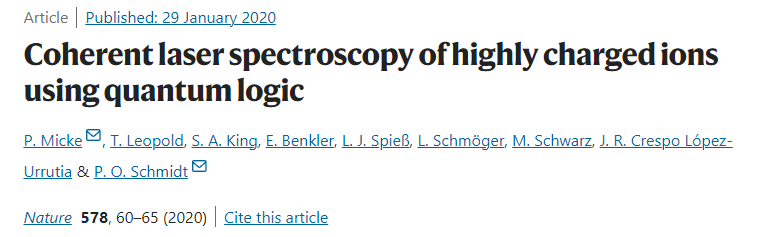 Article | Published: 29 January 2020
Coherent laser spectroscopy of highly charged ions
using quantum logic
P. Micke, T. Leopold, S. A. King, E. Benkler, L. J. Spieß, L. Schmöger, M. Schwarz, J. R. Crespo López-
Urrutia & P. O. Schmidt
Nature 578, 60–65 (2020) | Cite this article